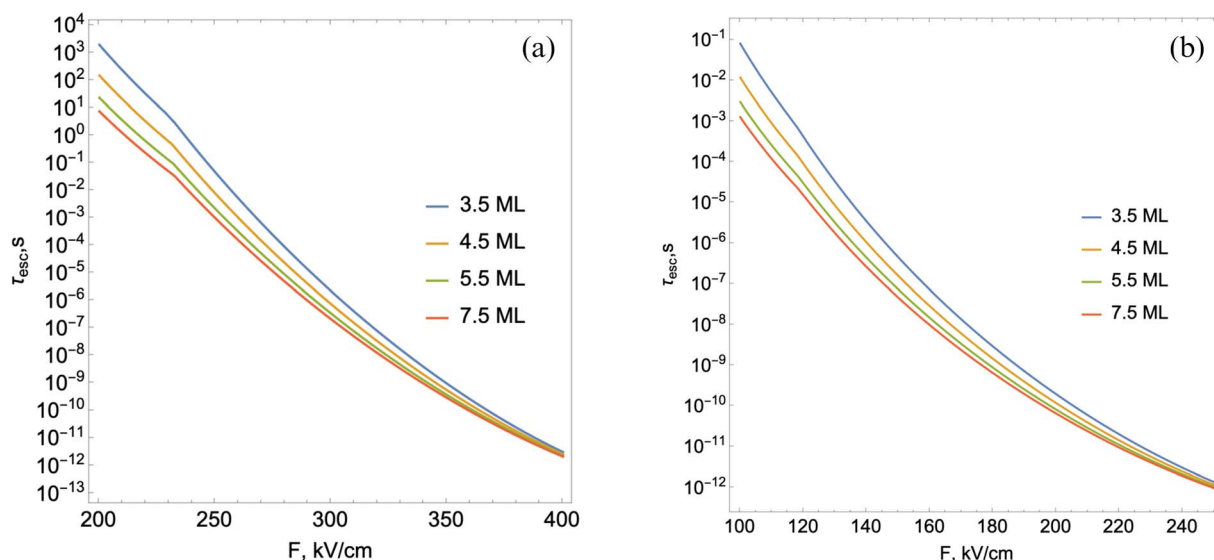 (a)
10⁴
10³
10²
10¹
10⁰
10⁻¹
10⁻²
10⁻³
10⁻⁴
10⁻⁵
10⁻⁶
10⁻⁷
10⁻⁸
10⁻⁹
10⁻¹⁰
10⁻¹¹
10⁻¹²
10⁻¹³
τesc,s
3.5 ML
4.5 ML
5.5 ML
7.5 ML
200 250 300 350 400
F, kV/cm
(b)
10⁻¹
10⁻²
10⁻³
10⁻⁴
10⁻⁵
10⁻⁶
10⁻⁷
10⁻⁸
10⁻⁹
10⁻¹⁰
10⁻¹¹
10⁻¹²
τesc,s
3.5 ML
4.5 ML
5.5 ML
7.5 ML
100 120 140 160 180 200 220 240
F, kV/cm